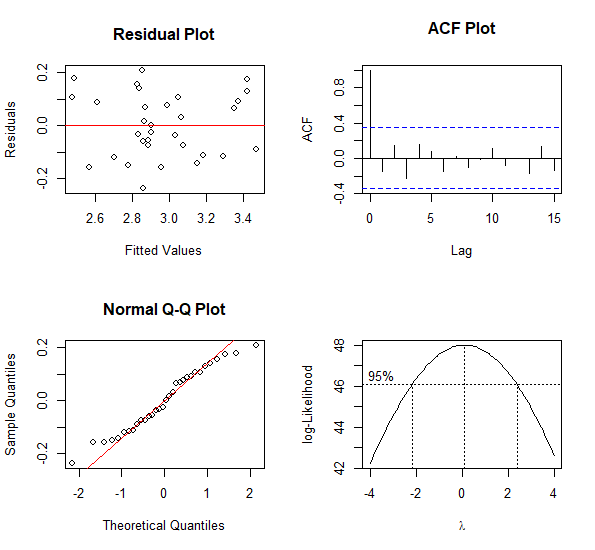 Residual Plot
0.2
0.0
-0.2
Residuals
2.6 2.8 3.0 3.2 3.4
Fitted Values
ACF Plot
0.8
0.4
0.0
-0.4
ACF
0 5 10 15
Lag
Normal Q-Q Plot
0.2
0.0
-0.2
Sample Quantiles
-2 -1 0 1 2
Theoretical Quantiles
48
46
44
42
log-Likelihood
95%
-4 -2 0 2 4
λ